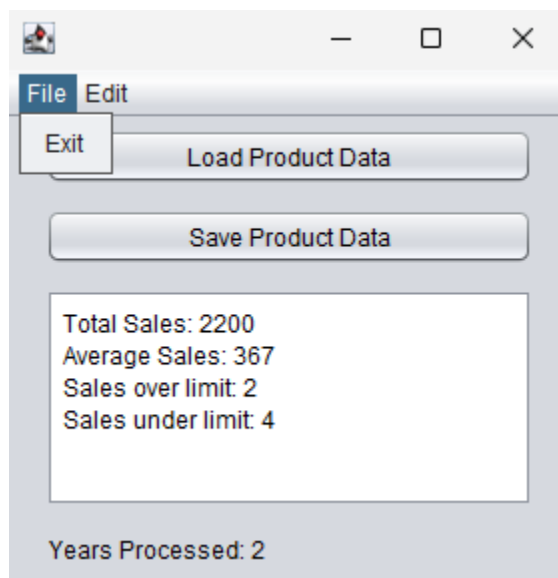 File Edit
Exit
Load Product Data
Save Product Data
Total Sales: 2200
Average Sales: 367
Sales over limit: 2
Sales under limit: 4
Years Processed: 2